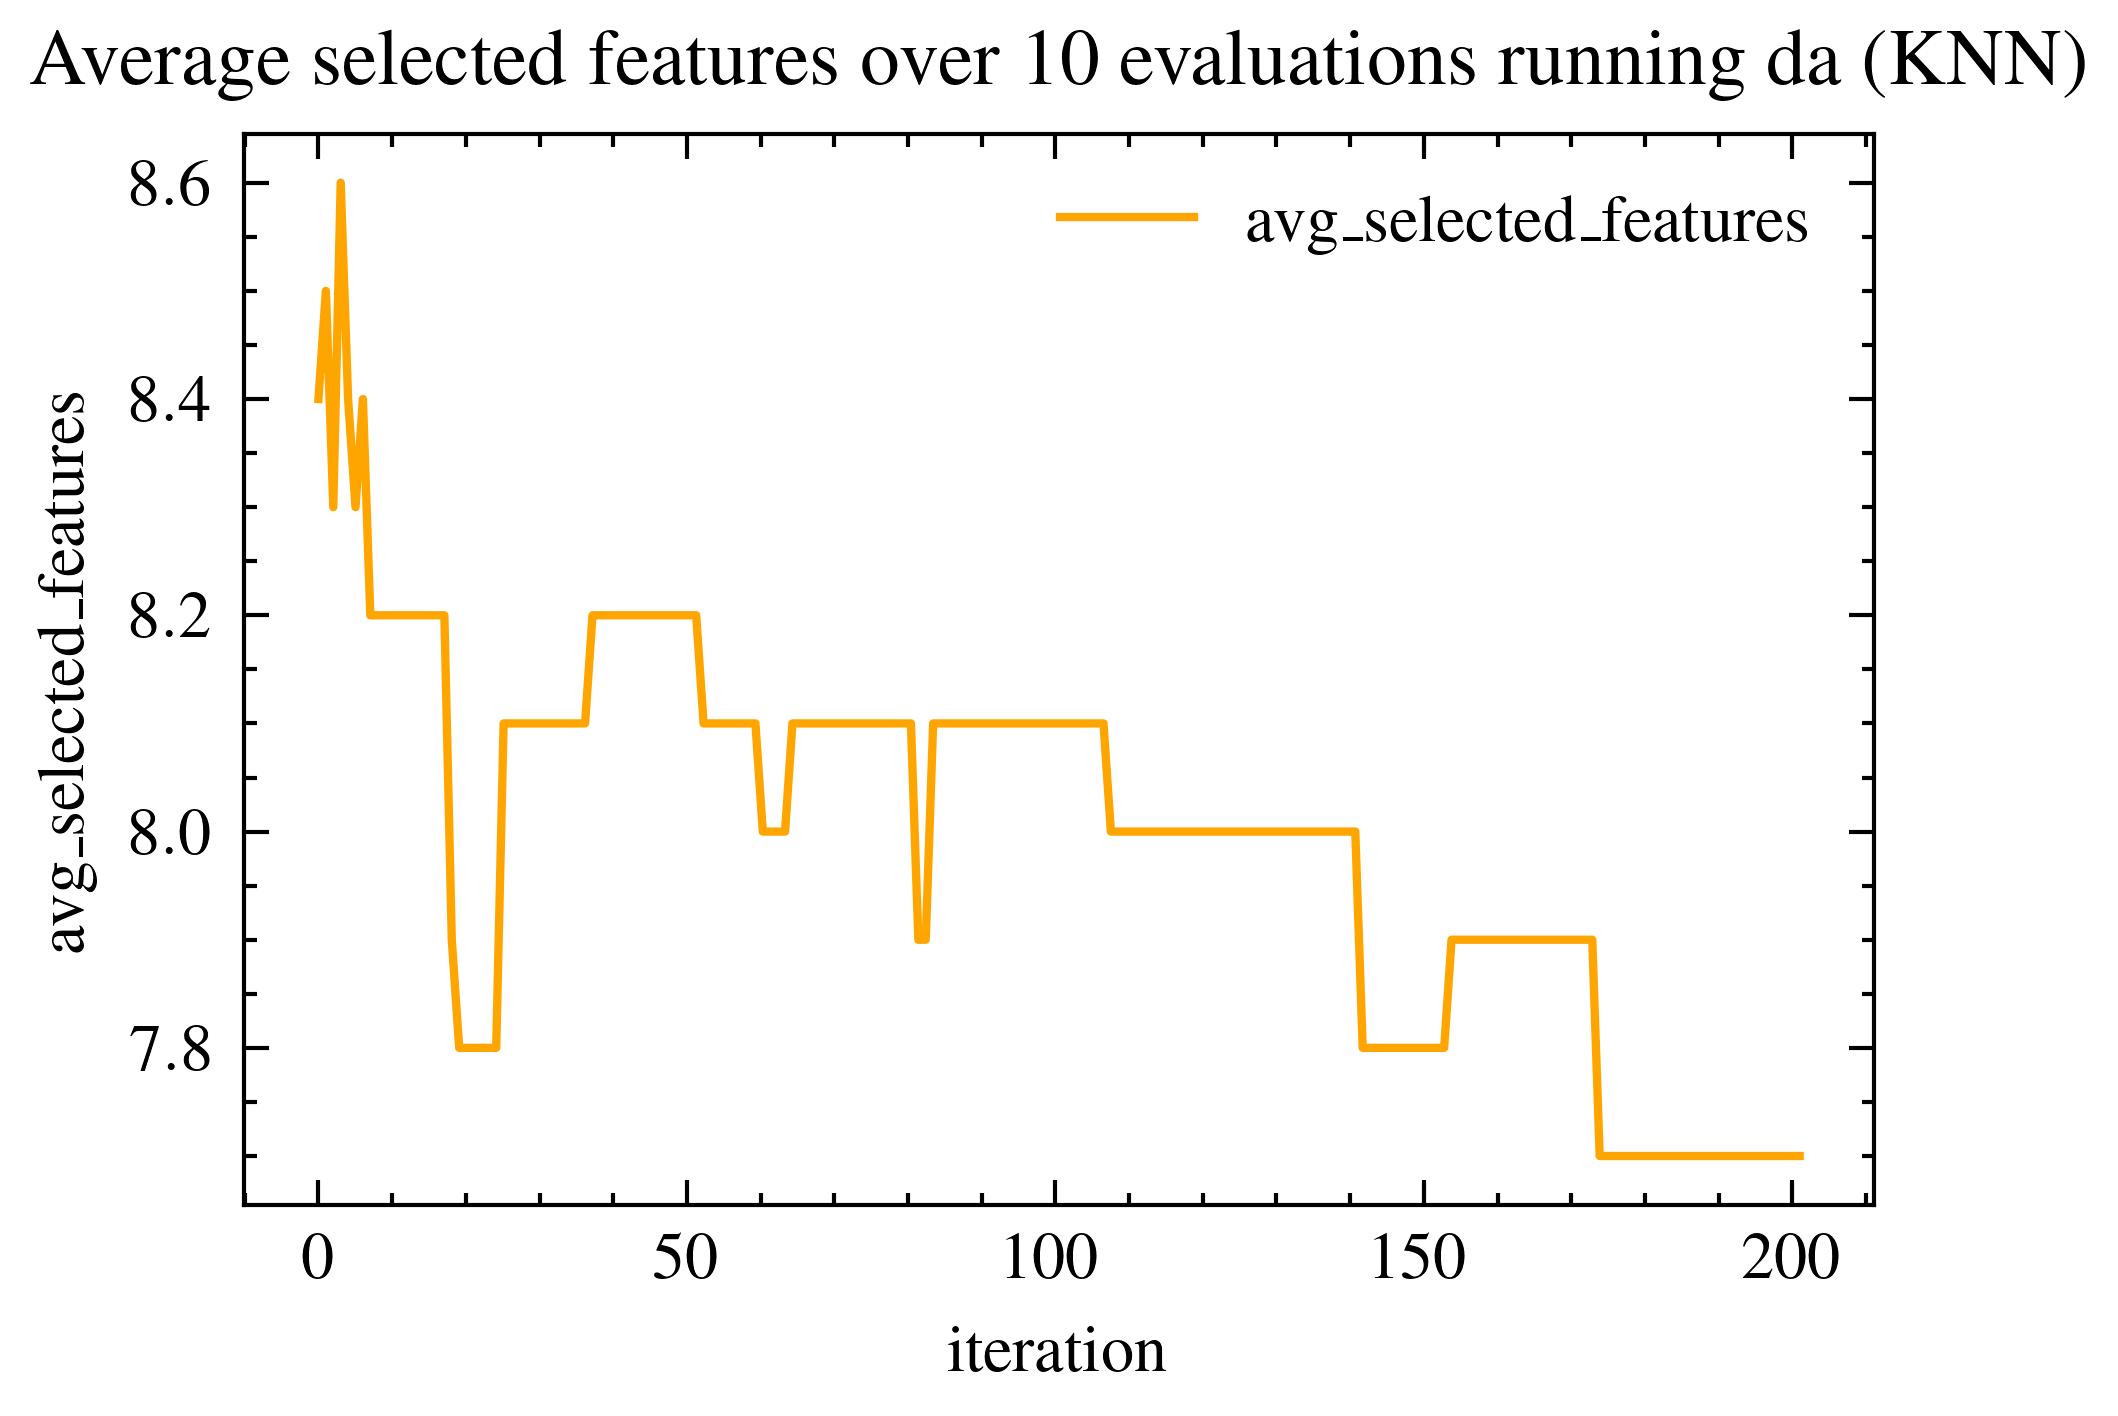 Average selected features over 10 evaluations running da (KNN)
avg_selected_features
8.6
8.4
8.2
8.0
7.8
avg_selected_features
0 50 100 150 200
iteration